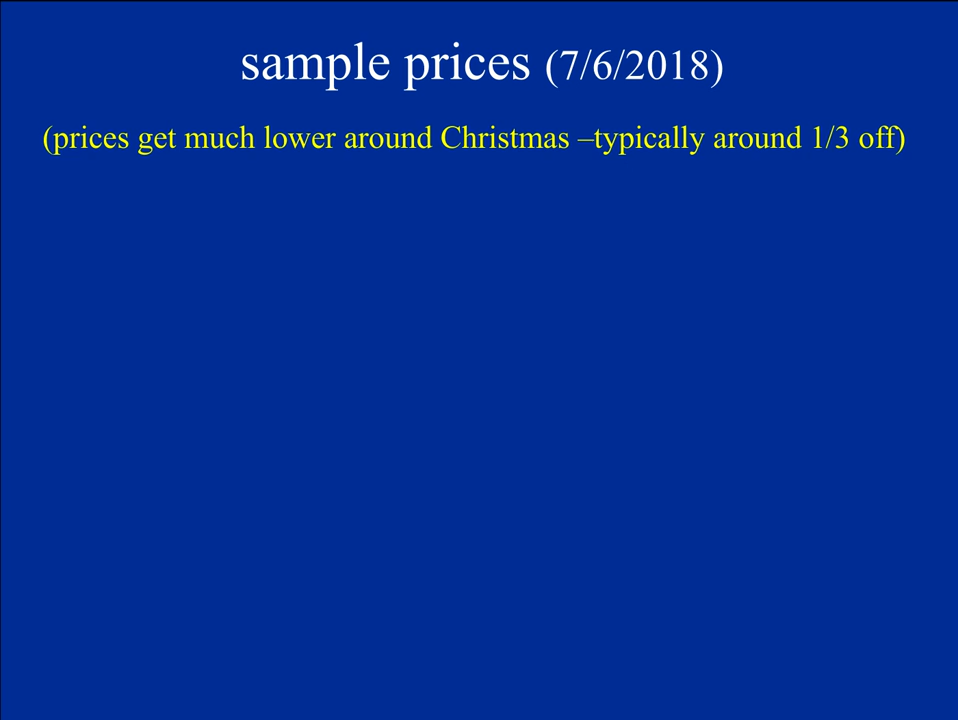 sample prices (7/6/2018)
(prices get much lower around Christmas –typically around 1/3 off)